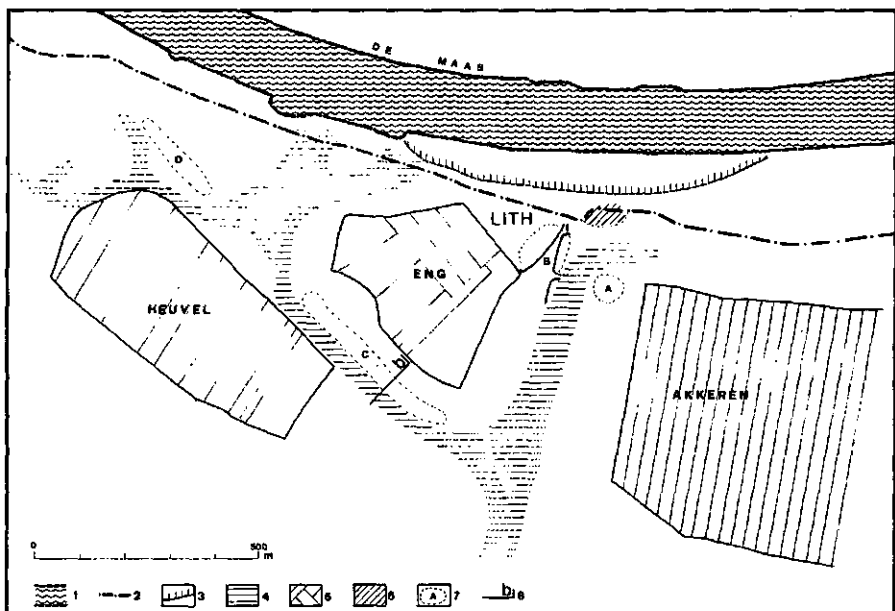 DE MAAS
D
LITH
B
ENG
A
HEUVEL
C
b
AKKEREN
0 500 m
1 2 3 4 5 6 A 7 b 8